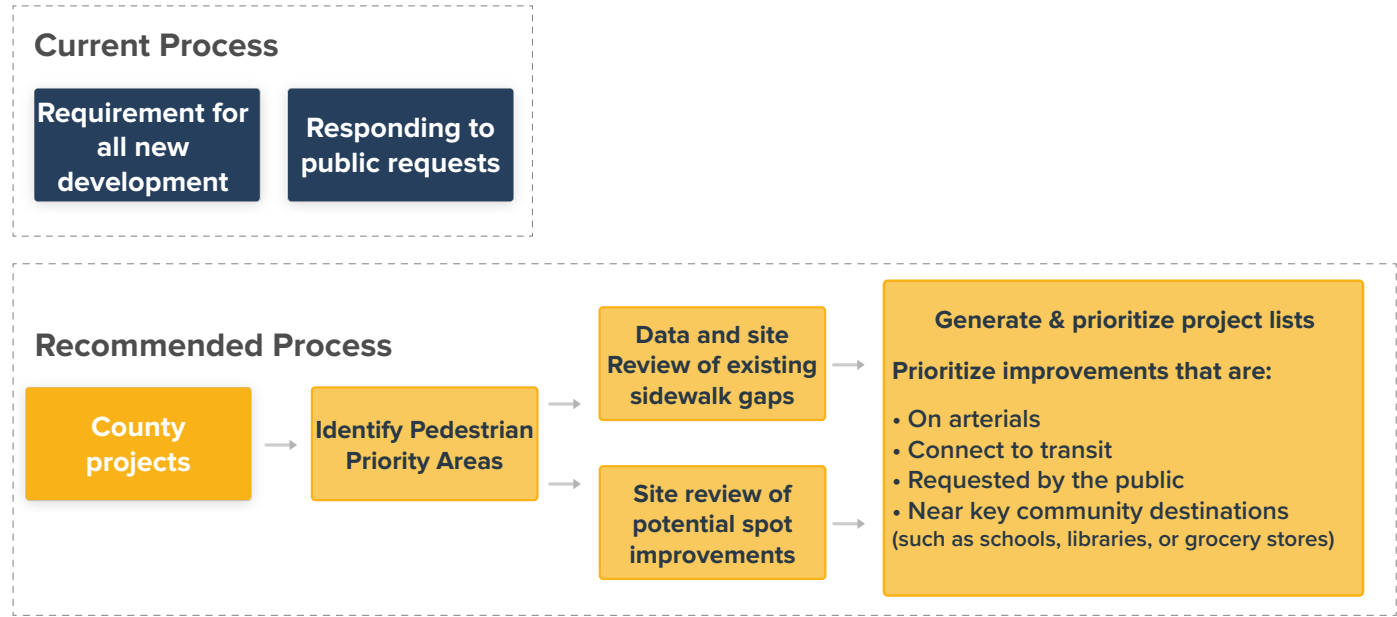 Current Process
Requirement for
all new
development
Responding to
public requests
Recommended Process
County
projects
Identify Pedestrian
Priority Areas
Data and site
Review of existing
sidewalk gaps
Site review of
potential spot
improvements
Generate & prioritize project lists
Prioritize improvements that are:
• On arterials
• Connect to transit
• Requested by the public
• Near key community destinations
(such as schools, libraries, or grocery stores)